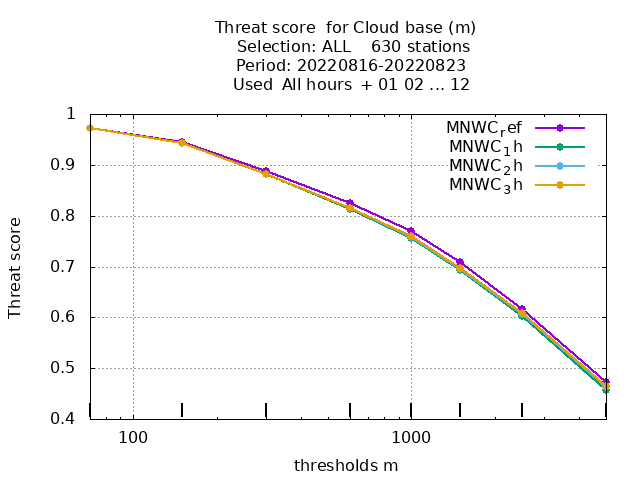 Threat score for Cloud base (m)
Selection: ALL 630 stations
Period: 20220816-20220823
Used All hours + 01 02 ... 12
MNWC_ref
MNWC_1h
MNWC_2h
MNWC_3h
1
0.9
0.8
0.7
0.6
0.5
0.4
Threat score
100 1000
thresholds m